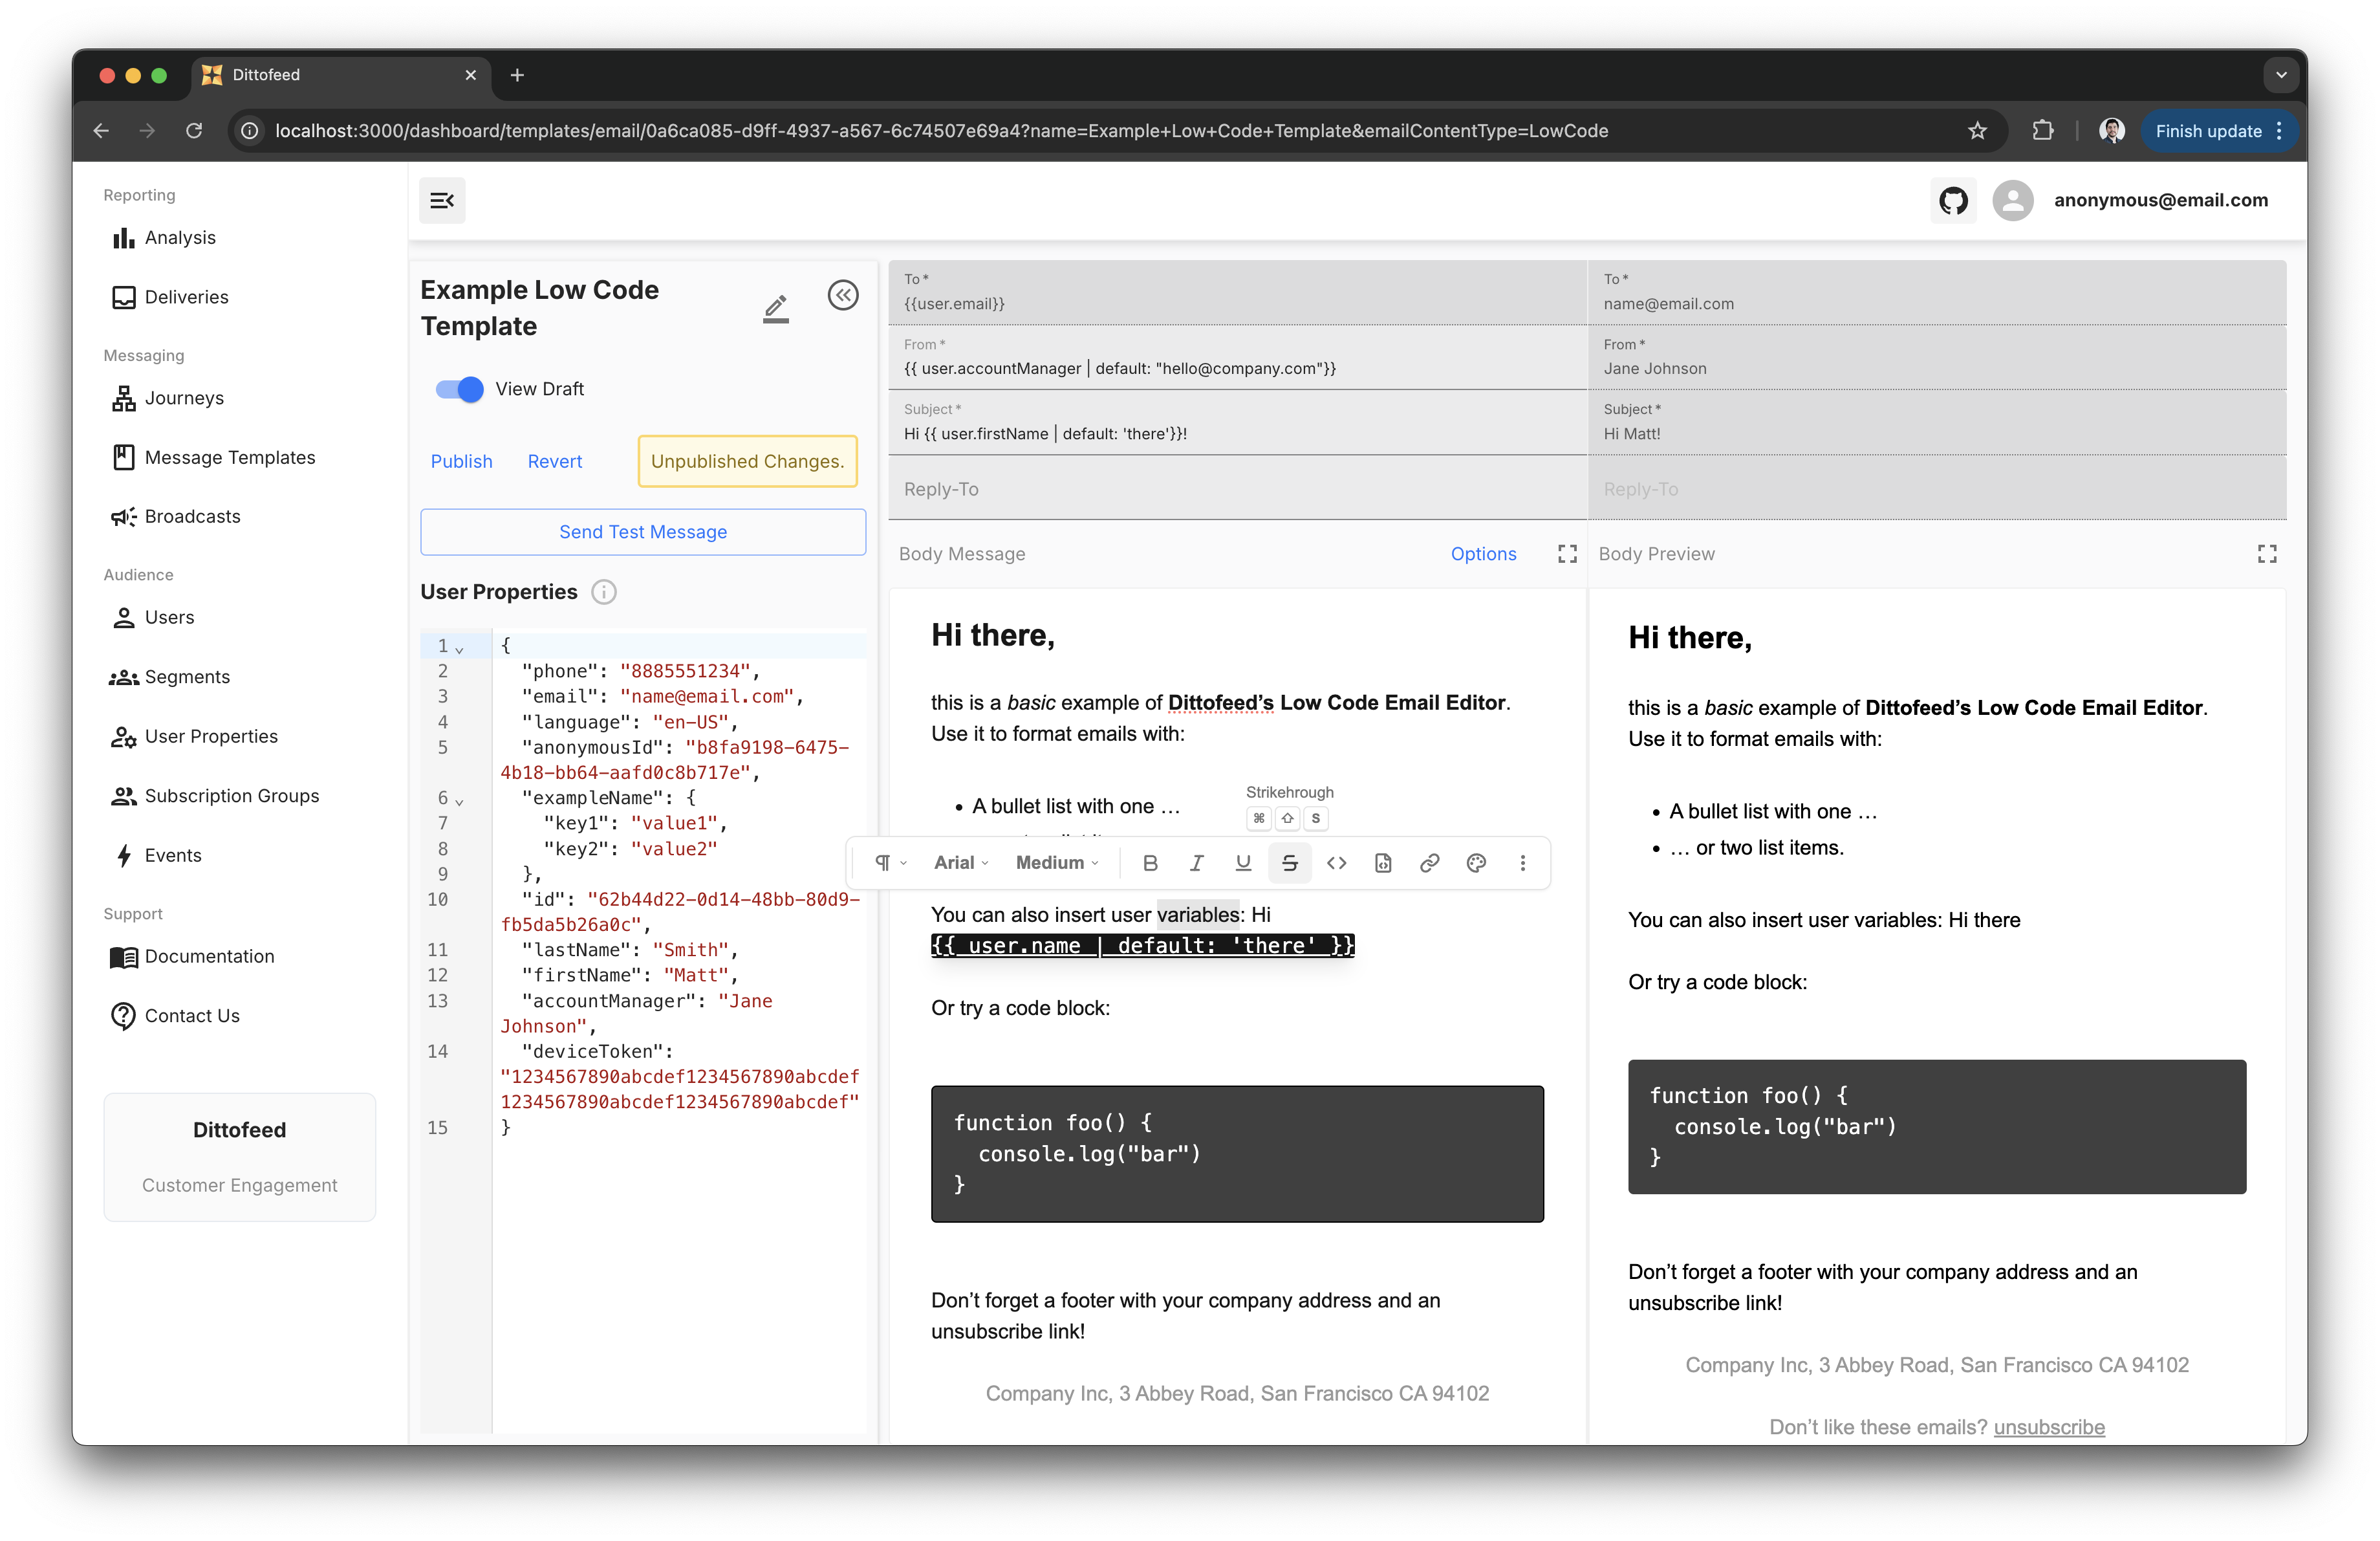 Dittofeed
localhost:3000/dashboard/templates/email/0a6ca085-d9ff-4937-a567-6c74507e69a4?name=Example+Low+Code+Template&emailContentType=LowCode
Finish update
Reporting
Analysis
Deliveries
Messaging
Journeys
Message Templates
Broadcasts
Audience
Users
Segments
User Properties
Subscription Groups
Events
Support
Documentation
Contact Us
Dittofeed
Customer Engagement
anonymous@email.com
Example Low Code
Template
View Draft
Publish
Revert
Unpublished Changes.
Send Test Message
User Properties
1 {
2 "phone": "8885551234",
3 "email": "name@email.com",
4 "language": "en-US",
5 "anonymousId": "b8fa9198-6475-
4b18-bb64-aafd0c8b717e",
6 "exampleName": {
7 "key1": "value1",
8 "key2": "value2"
9 },
10 "id": "62b44d22-0d14-48bb-80d9-
fb5da5b26a0c",
11 "lastName": "Smith",
12 "firstName": "Matt",
13 "accountManager": "Jane
Johnson",
14 "deviceToken":
"1234567890abcdef1234567890abcdef
1234567890abcdef1234567890abcdef"
15 }
To *
{{user.email}}
From *
{{ user.accountManager | default: "hello@company.com"}}
Subject *
Hi {{ user.firstName | default: 'there'}}!
Reply-To
Body Message
Options
Hi there,
this is a basic example of Dittofeed’s Low Code Email Editor.
Use it to format emails with:
• A bullet list with one …
Strikehrough
⌘ ⇧ S
¶ Arial Medium B I U S <>
You can also insert user variables: Hi
{{ user.name | default: 'there' }}
Or try a code block:
function foo() {
console.log("bar")
}
Don’t forget a footer with your company address and an
unsubscribe link!
Company Inc, 3 Abbey Road, San Francisco CA 94102
To *
name@email.com
From *
Jane Johnson
Subject *
Hi Matt!
Reply-To
Body Preview
Hi there,
this is a basic example of Dittofeed’s Low Code Email Editor.
Use it to format emails with:
• A bullet list with one …
• … or two list items.
You can also insert user variables: Hi there
Or try a code block:
function foo() {
console.log("bar")
}
Don’t forget a footer with your company address and an
unsubscribe link!
Company Inc, 3 Abbey Road, San Francisco CA 94102
Don’t like these emails? unsubscribe